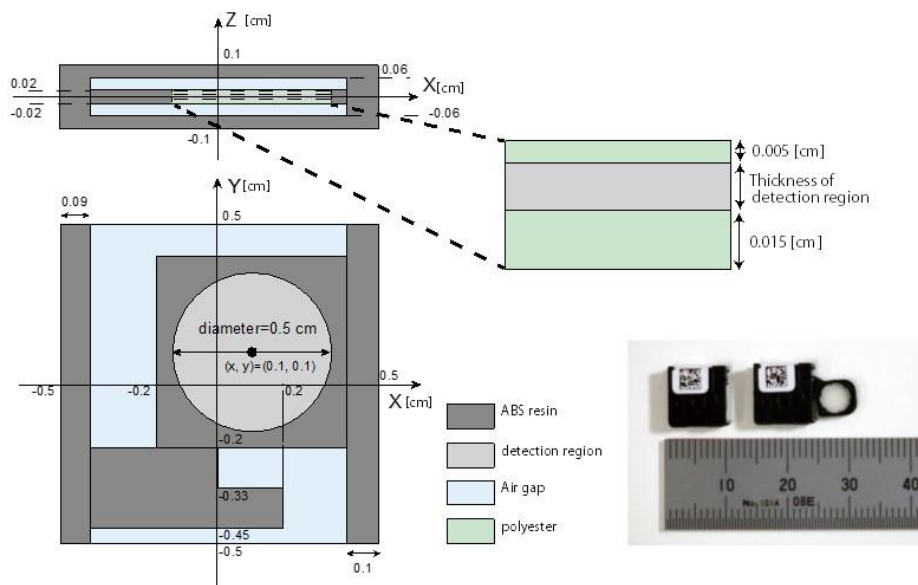 Z [cm]
0.1
0.06
0.02
X[cm]
-0.02
-0.06
-0.1
0.005 [cm]
Thickness of
detection region
0.015 [cm]
Y[cm]
0.09
0.5
diameter=0.5 cm
(x, y)=(0.1, 0.1)
-0.5
-0.2
0.2
0.5
X [cm]
-0.2
-0.33
-0.45
-0.5
0.1
ABS resin
detection region
Air gap
polyester
10
20
30
40